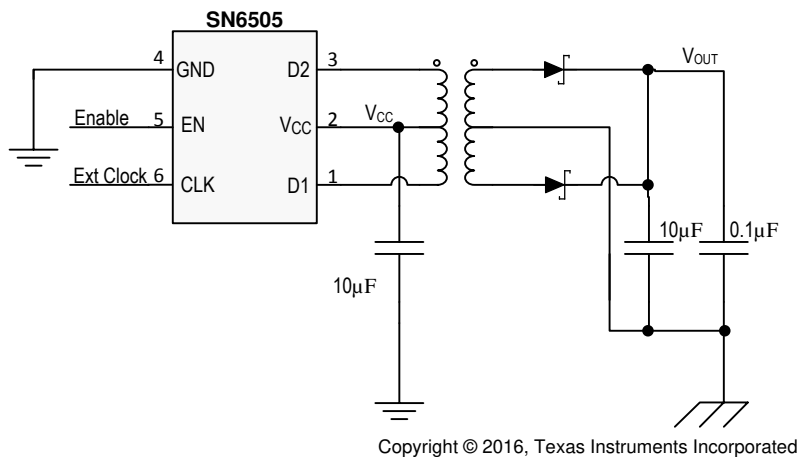 SN6505
4 GND D2 3
VOUT
Enable 5 EN VCC 2 VCC
Ext Clock 6 CLK D1 1
10µF 0.1µF
10µF
Copyright © 2016, Texas Instruments Incorporated